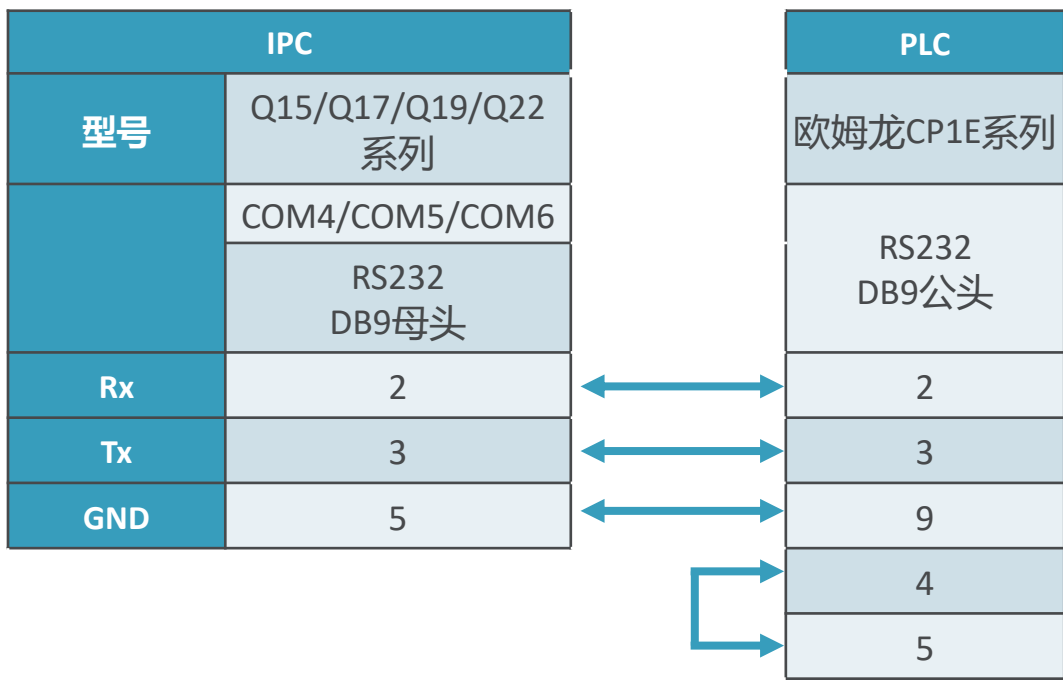 IPC
PLC
型号
Q15/Q17/Q19/Q22
系列
欧姆龙CP1E系列
COM4/COM5/COM6
RS232
DB9母头
RS232
DB9公头
Rx
2
2
Tx
3
3
GND
5
9
4
5